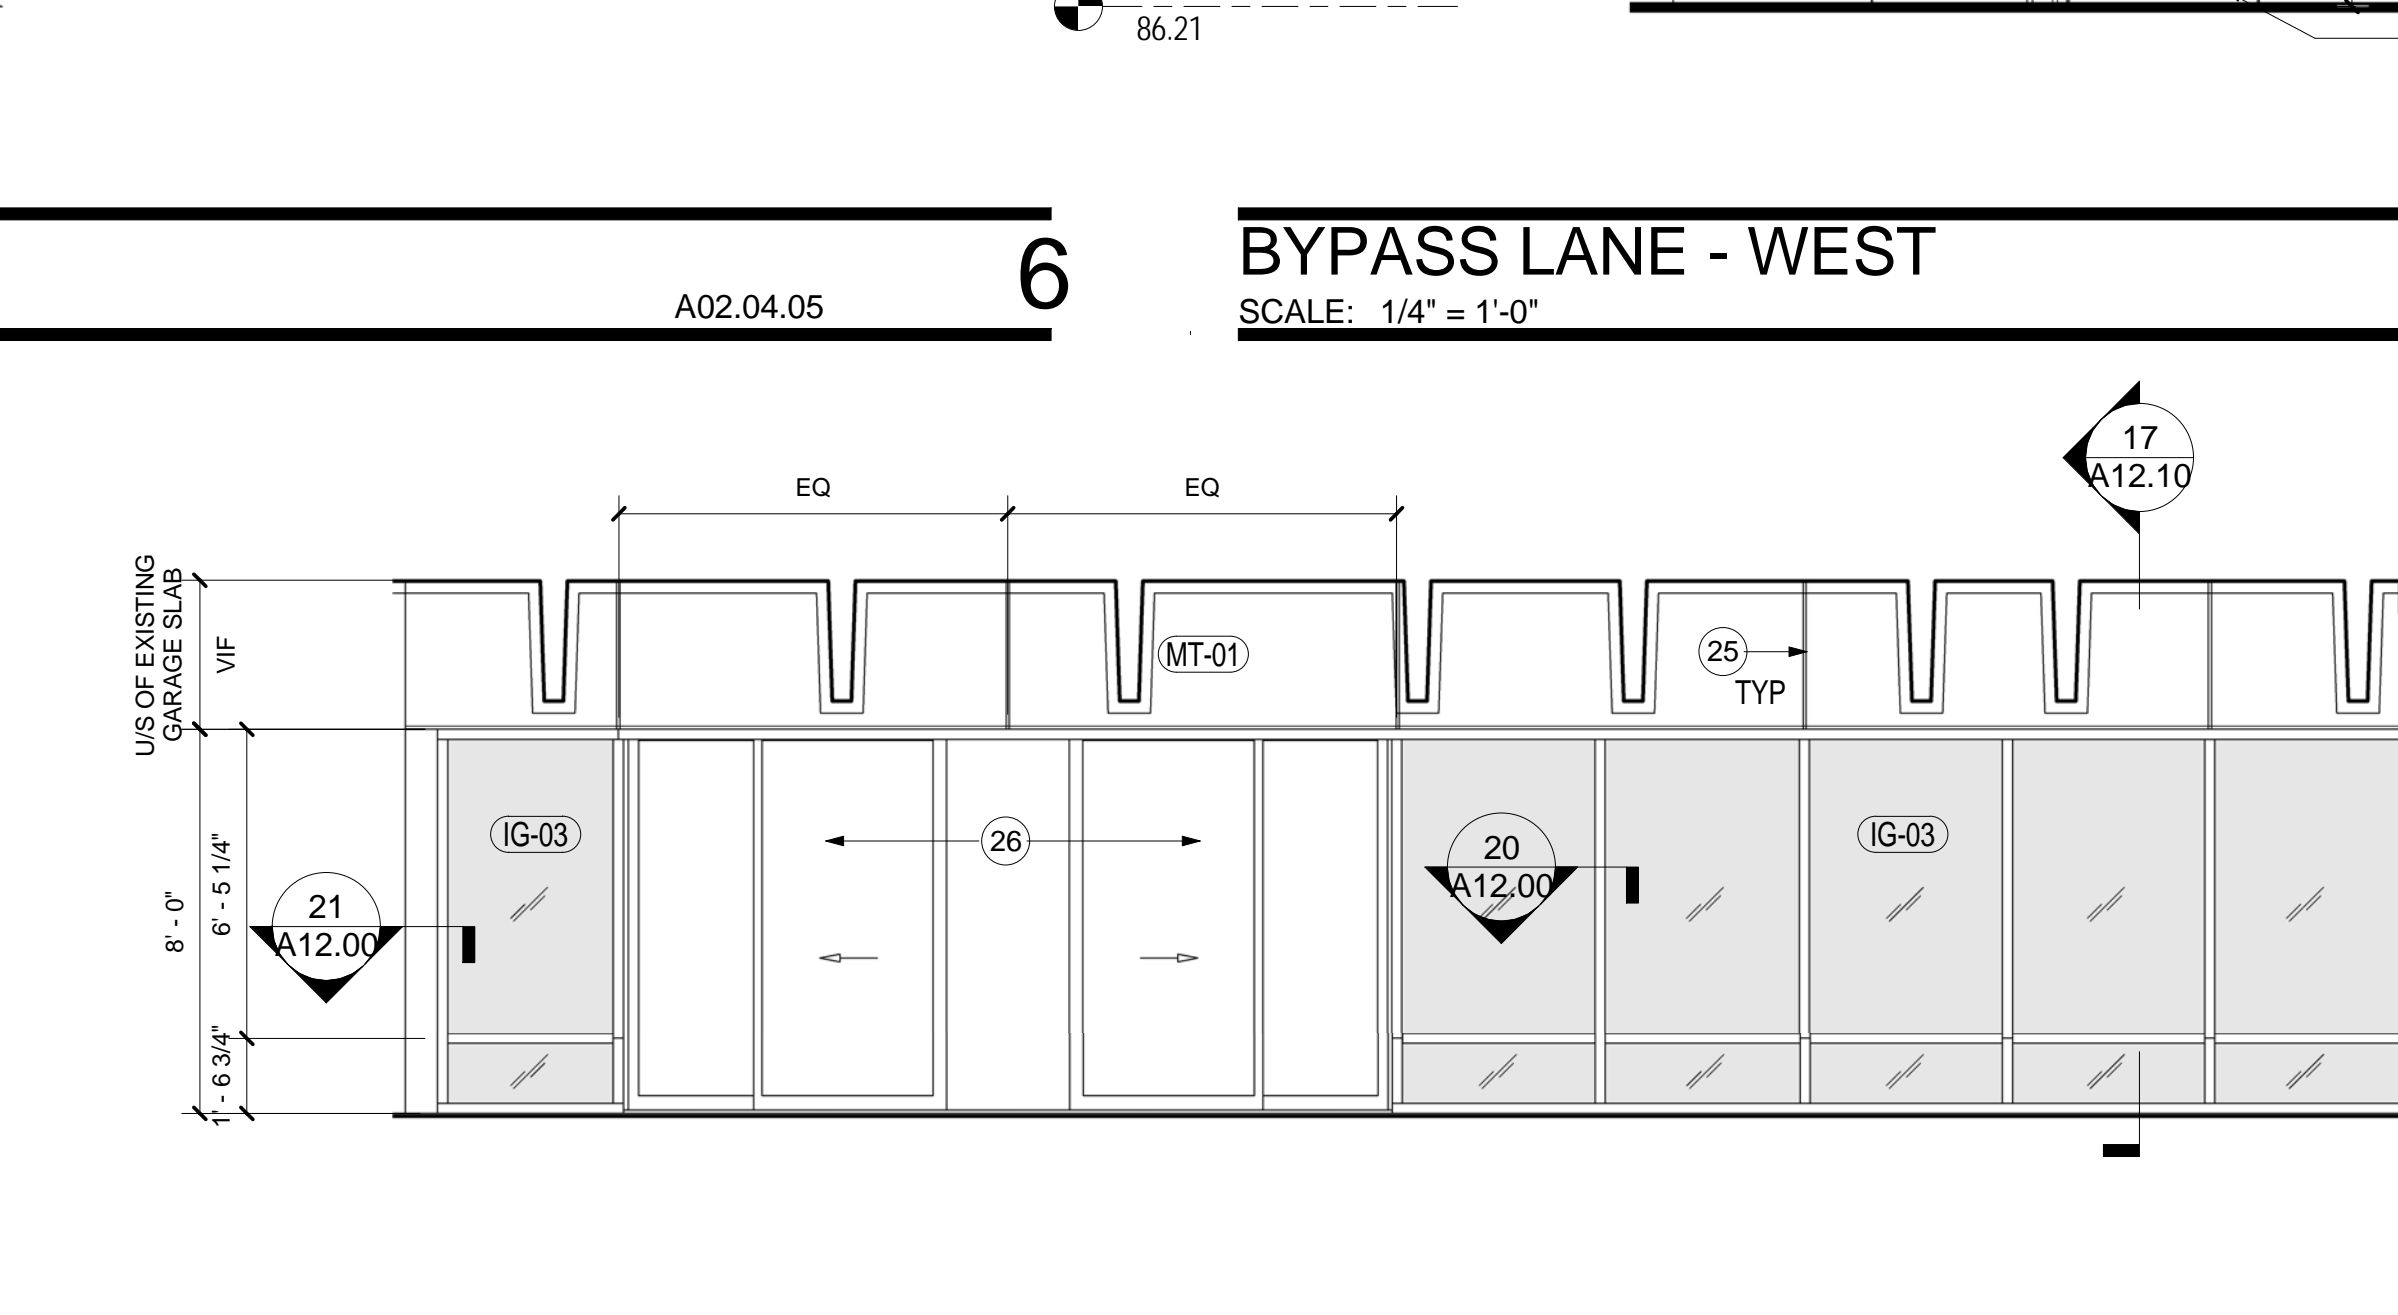 86.21
6
BYPASS LANE - WEST
A02.04.05
SCALE: 1/4" = 1'-0"
17
A12.10
EQ
EQ
U/S OF EXISTING
GARAGE SLAB
VIF
MT-01
25
TYP
IG-03
26
20
A12.00
IG-03
8' - 0"
6' - 5 1/4"
21
A12.00
1' - 6 3/4"